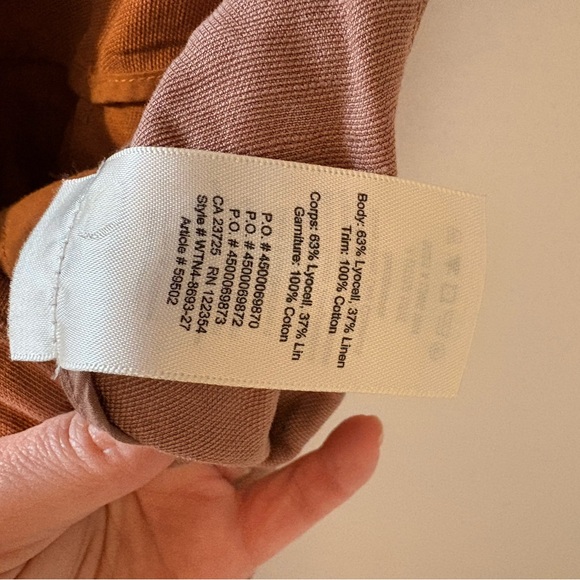 Body: 63% Lyocell, 37% Linen
Trim: 100% Cotton
Corps: 63% Lyocell, 37% Lin
Garniture: 100% Coton
P.O. # 4500069870
P.O. # 4500069872
P.O. # 4500069873
CA 23725 RN 122354
Style # WTN4-8693-27
Article # 59502